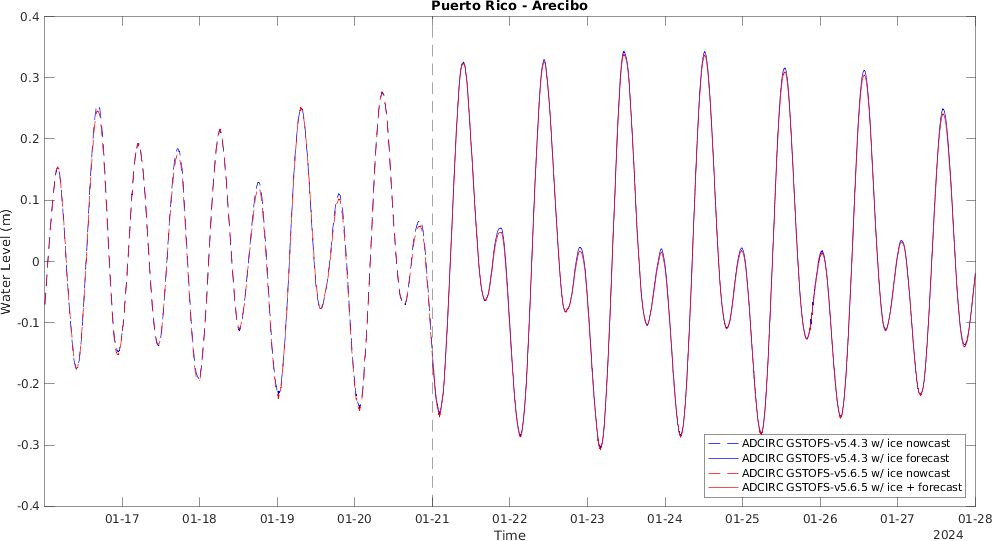 Puerto Rico - Arecibo
0.4
0.3
0.2
0.1
0
-0.1
-0.2
-0.3
-0.4
Water Level (m)
ADCIRC GSTOFS-v5.4.3 w/ ice nowcast
ADCIRC GSTOFS-v5.4.3 w/ ice forecast
ADCIRC GSTOFS-v5.6.5 w/ ice nowcast
ADCIRC GSTOFS-v5.6.5 w/ ice + forecast
01-17 01-18 01-19 01-20 01-21 01-22 01-23 01-24 01-25 01-26 01-27 01-28
Time
2024